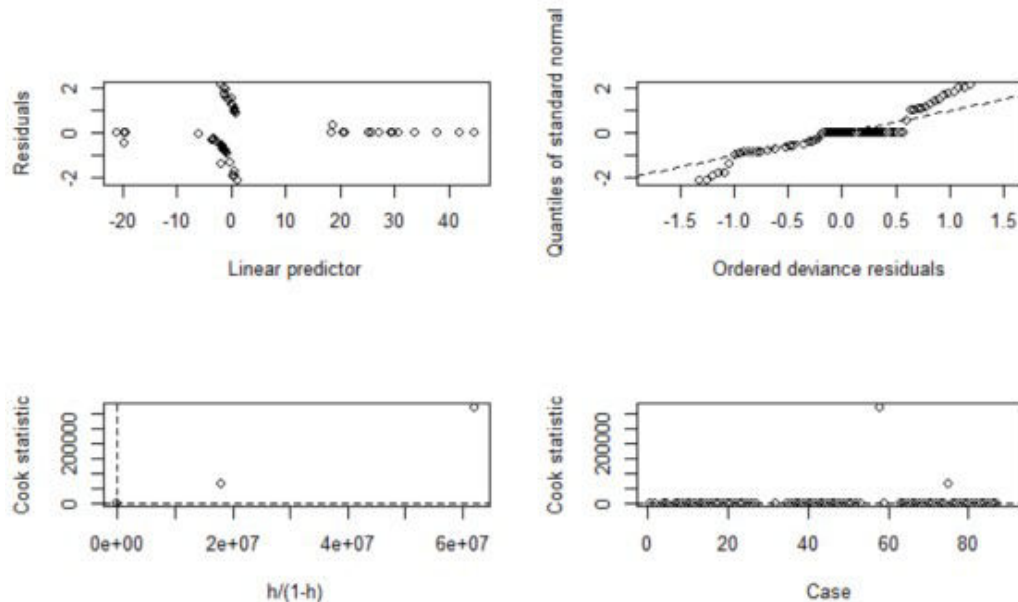 Residuals
2
0
-2
-20 -10 0 10 20 30 40
Linear predictor
Quantiles of standard normal
2
0
-2
-1.5 -1.0 -0.5 0.0 0.5 1.0 1.5
Ordered deviance residuals
Cook statistic
200000
0
0e+00 2e+07 4e+07 6e+07
h/(1-h)
Cook statistic
200000
0
0 20 40 60 80
Case